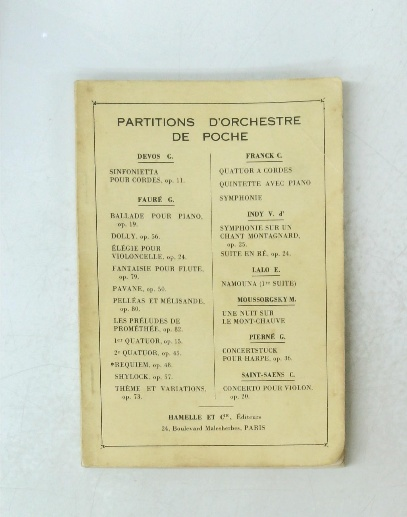 PARTITIONS D'ORCHESTRE
DE POCHE
DEVOS G.
SINFONIETTA
POUR CORDES, op. 11.
FAURÉ G.
BALLADE POUR PIANO,
op. 19.
DOLLY, op. 56.
ÉLÉGIE POUR
VIOLONCELLE, op. 24.
FANTAISIE POUR FLUTE,
op. 79.
PAVANE, op. 50.
PELLÉAS ET MÉLISANDE,
op. 80.
LES PRÉLUDES DE
PROMÉTHÉE, op. 82.
1er QUATUOR, op. 15.
2e QUATUOR, op. 45.
*REQUIEM, op. 48.
SHYLOCK, op. 57.
THÈME ET VARIATIONS,
op. 73.
FRANCK C.
QUATUOR A CORDES
QUINTETTE AVEC PIANO
SYMPHONIE
INDY V. d'
SYMPHONIE SUR UN
CHANT MONTAGNARD,
op. 25.
SUITE EN RÉ, op. 24.
LALO E.
NAMOUNA (1re SUITE)
MOUSSORGSKY M.
UNE NUIT SUR
LE MONT-CHAUVE
PIERNÉ G.
CONCERTSTUCK
POUR HARPE, op. 39.
SAINT-SAENS C.
CONCERTO POUR VIOLON,
op. 20.
HAMELLE ET Cie, Éditeurs
24, Boulevard Malesherbes, PARIS